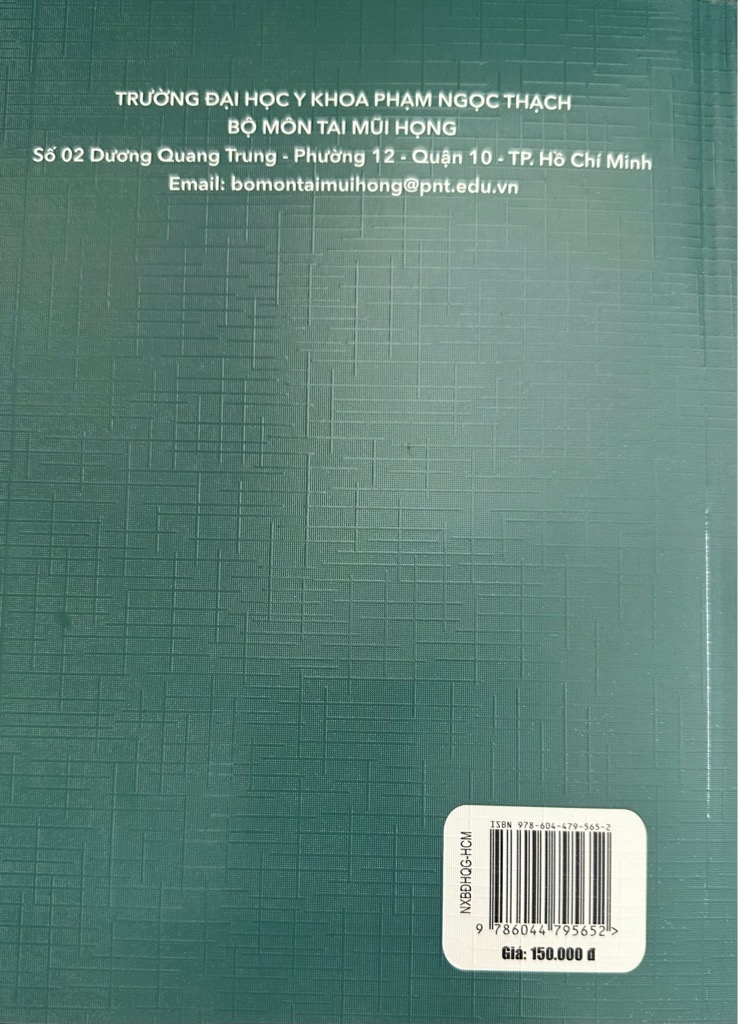 TRƯỜNG ĐẠI HỌC Y KHOA PHẠM NGỌC THẠCH
BỘ MÔN TAI MŨI HỌNG
Số 02 Dương Quang Trung - Phường 12 - Quận 10 - TP. Hồ Chí Minh
Email: bomontaimuihong@pnt.edu.vn
ISBN 978-604-479-565-2
NXBĐHQG-HCM
9 786044 795652 >
Giá: 150.000 đ